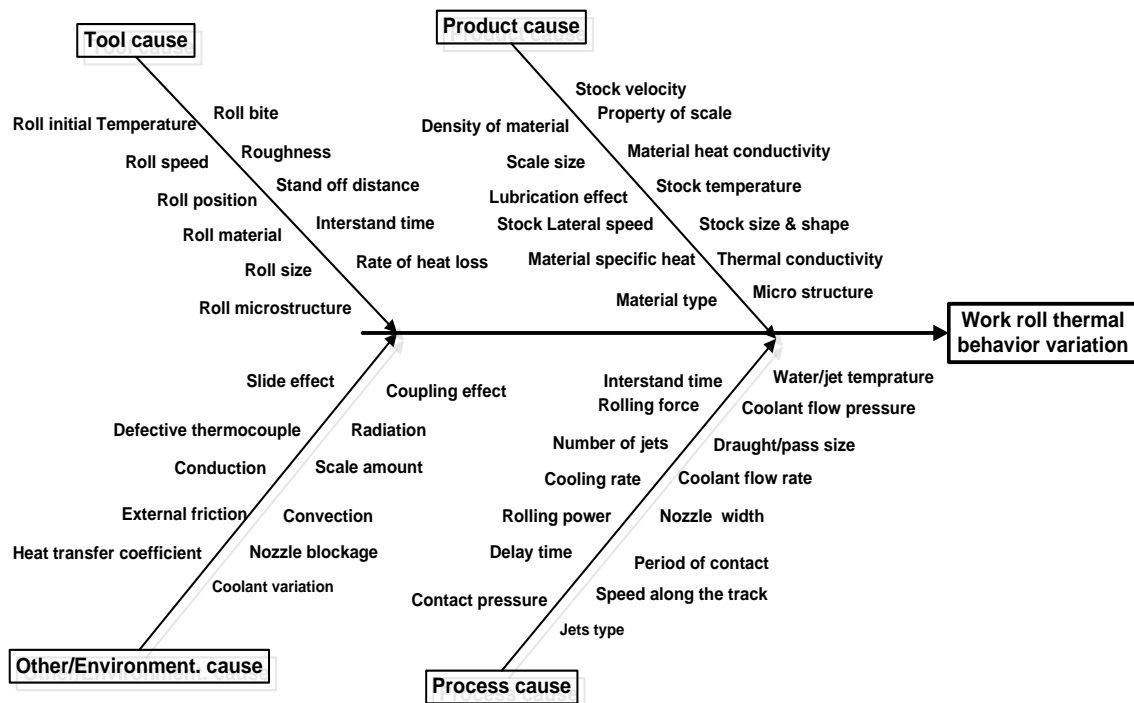 Tool cause
Roll initial Temperature
Roll bite
Roll speed
Roughness
Roll position
Stand off distance
Roll material
Interstand time
Roll size
Rate of heat loss
Roll microstructure
Product cause
Stock velocity
Density of material
Property of scale
Scale size
Material heat conductivity
Lubrication effect
Stock temperature
Stock Lateral speed
Stock size & shape
Material specific heat
Thermal conductivity
Material type
Micro structure
Work roll thermal
behavior variation
Slide effect
Coupling effect
Defective thermocouple
Radiation
Conduction
Scale amount
External friction
Convection
Heat transfer coefficient
Nozzle blockage
Coolant variation
Other/Environment. cause
Interstand time
Water/jet temprature
Rolling force
Coolant flow pressure
Number of jets
Draught/pass size
Cooling rate
Coolant flow rate
Rolling power
Nozzle width
Delay time
Period of contact
Contact pressure
Speed along the track
Jets type
Process cause